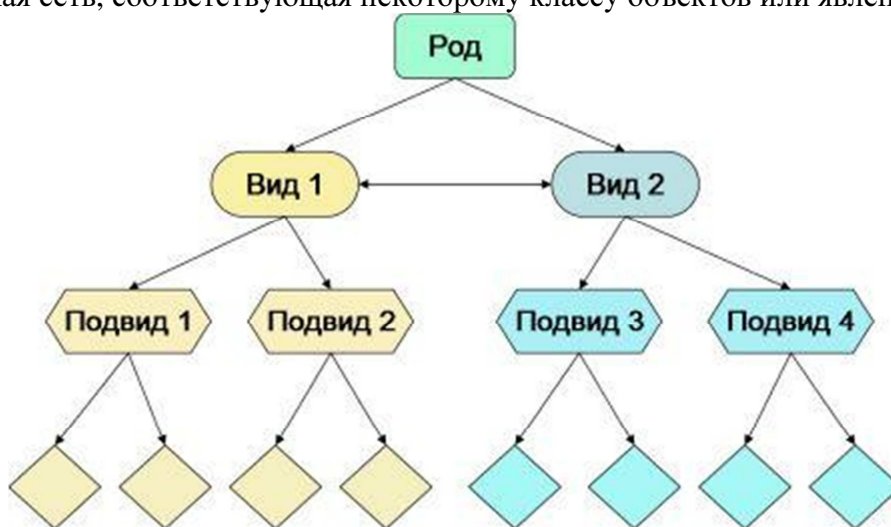 сеть, соответствующая некоторому классу объектов или
Род
Вид 1 Вид 2
Подвид 1 Подвид 2 Подвид 3 Подвид 4